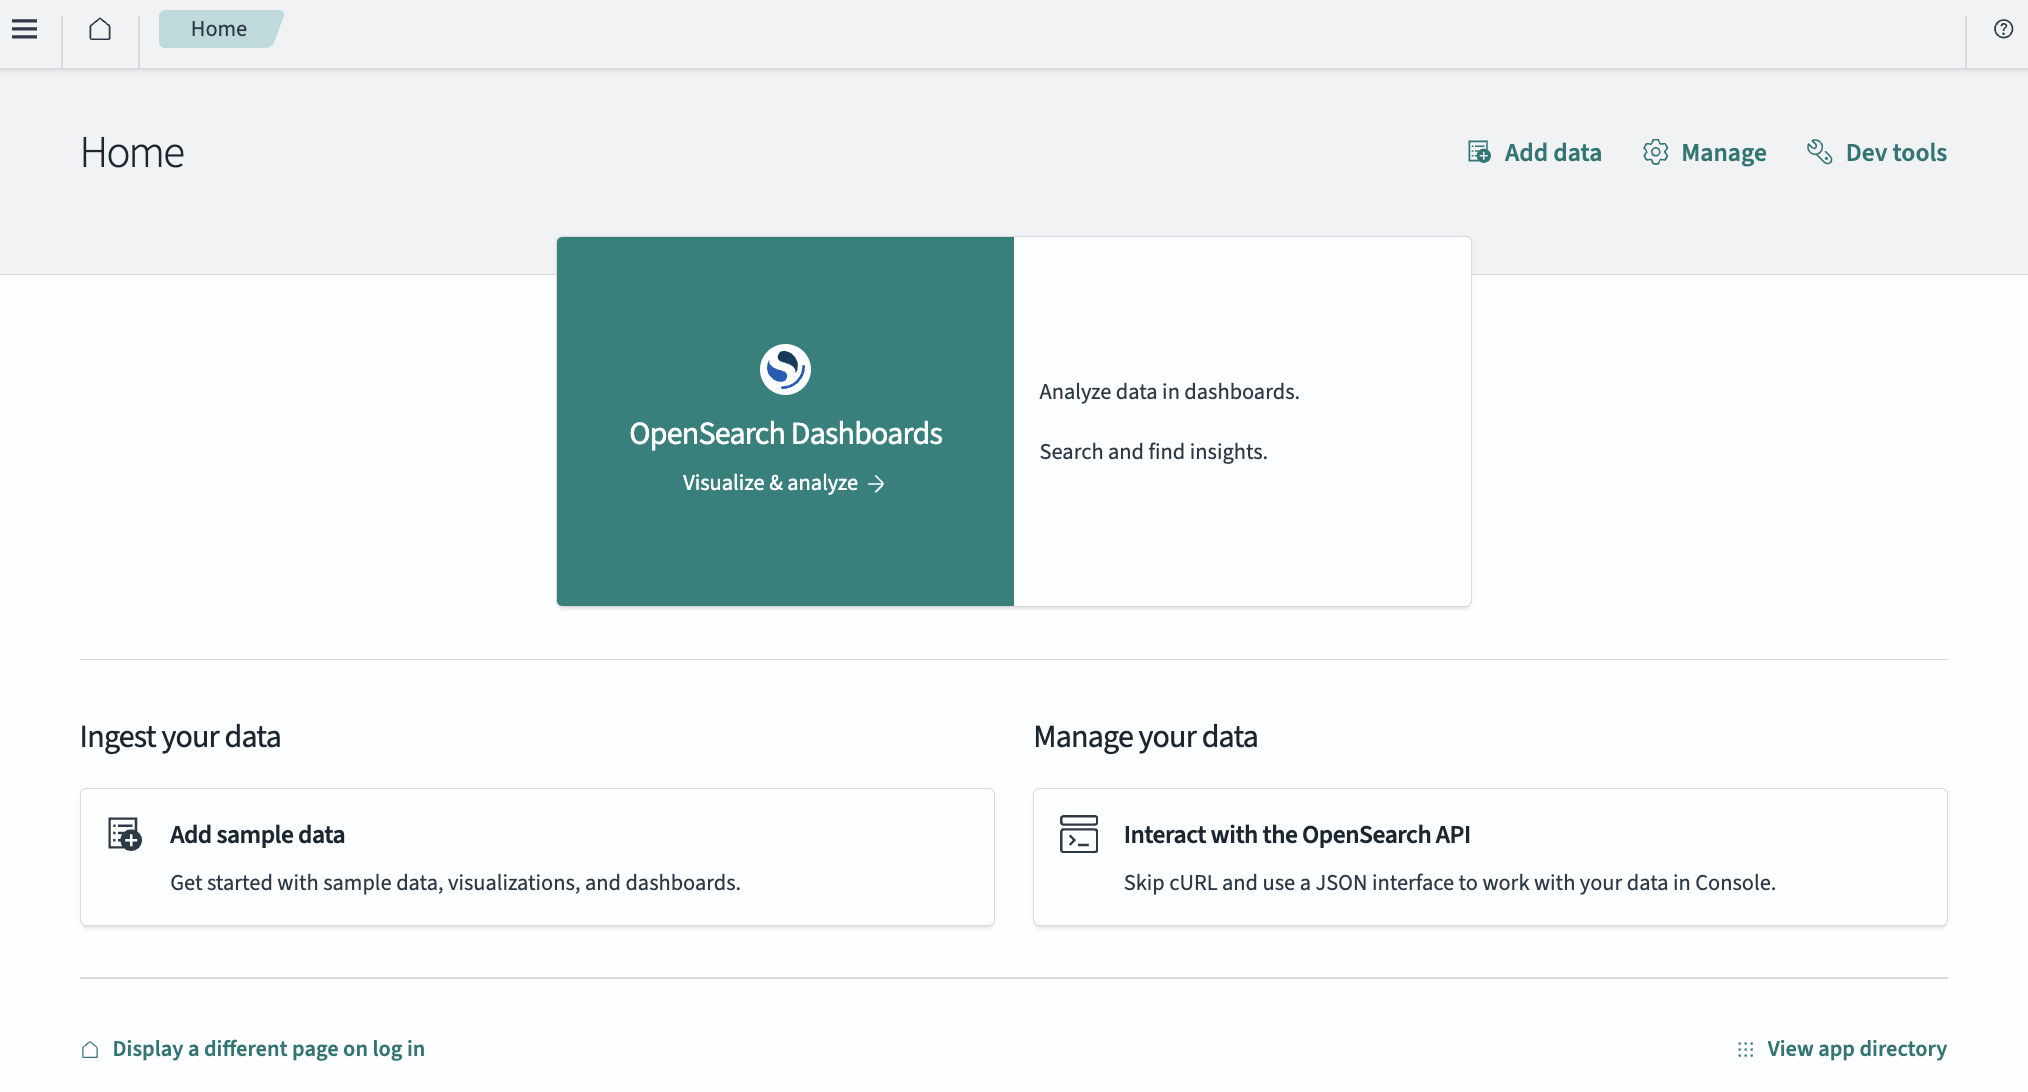 Home
Home
Add data
Manage
Dev tools
OpenSearch Dashboards
Visualize & analyze →
Analyze data in dashboards.
Search and find insights.
Ingest your data
Add sample data
Get started with sample data, visualizations, and dashboards.
Manage your data
Interact with the OpenSearch API
Skip cURL and use a JSON interface to work with your data in Console.
Display a different page on log in
View app directory